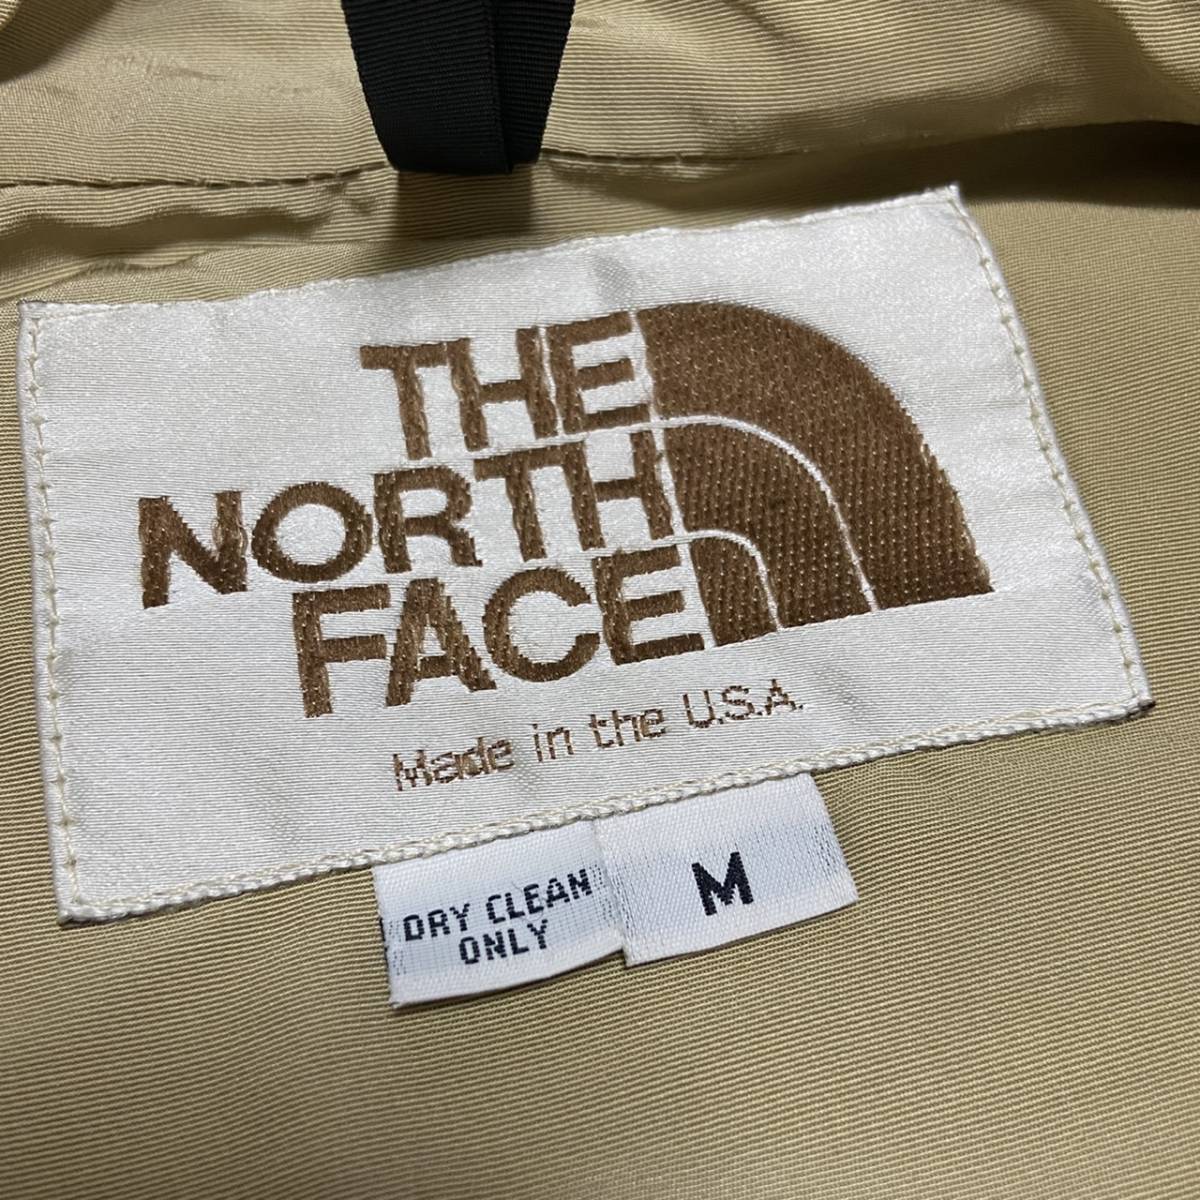 THE
NORTH
FACE
Made in the U.S.A.
DRY CLEAN
ONLY
M